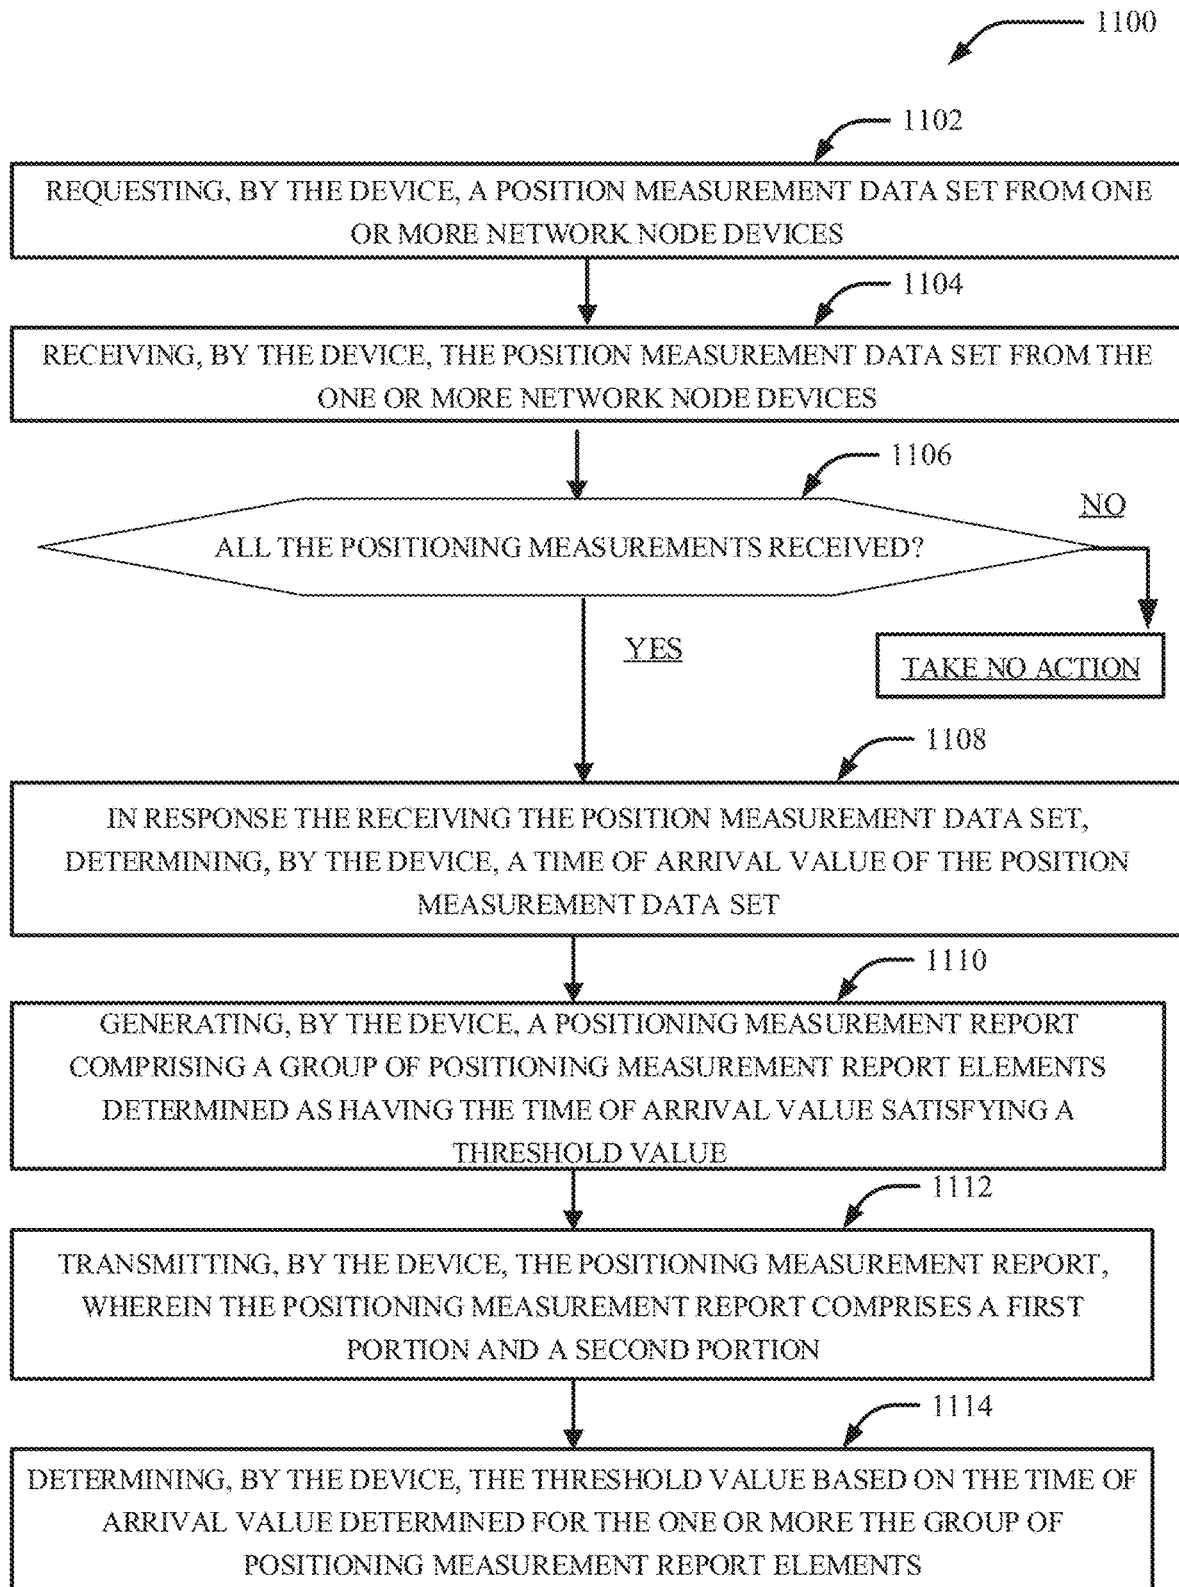 1100
1102
REQUESTING, BY THE DEVICE, A POSITION MEASUREMENT DATA SET FROM ONE
OR MORE NETWORK NODE DEVICES
1104
RECEIVING, BY THE DEVICE, THE POSITION MEASUREMENT DATA SET FROM THE
ONE OR MORE NETWORK NODE DEVICES
1106
NO
ALL THE POSITIONING MEASUREMENTS RECEIVED?
YES
TAKE NO ACTION
1108
IN RESPONSE THE RECEIVING THE POSITION MEASUREMENT DATA SET,
DETERMINING, BY THE DEVICE, A TIME OF ARRIVAL VALUE OF THE POSITION
MEASUREMENT DATA SET
1110
GENERATING, BY THE DEVICE, A POSITIONING MEASUREMENT REPORT
COMPRISING A GROUP OF POSITIONING MEASUREMENT REPORT ELEMENTS
DETERMINED AS HAVING THE TIME OF ARRIVAL VALUE SATISFYING A
THRESHOLD VALUE
1112
TRANSMITTING, BY THE DEVICE, THE POSITIONING MEASUREMENT REPORT,
WHEREIN THE POSITIONING MEASUREMENT REPORT COMPRISES A FIRST
PORTION AND A SECOND PORTION
1114
DETERMINING, BY THE DEVICE, THE THRESHOLD VALUE BASED ON THE TIME OF
ARRIVAL VALUE DETERMINED FOR THE ONE OR MORE THE GROUP OF
POSITIONING MEASUREMENT REPORT ELEMENTS